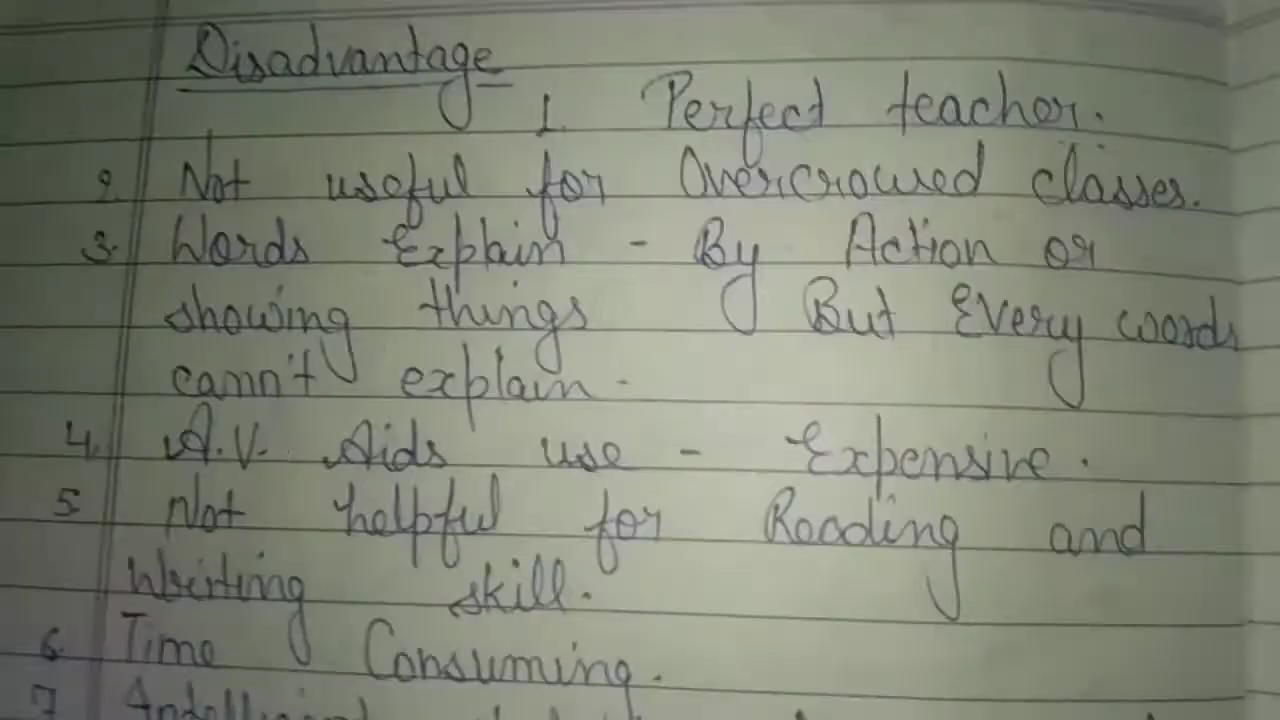 Disadvantage
1. Perfect teacher.
2. Not useful for Overcrowed classes.
3. Words Explain - By Action or
showing things But Every words
cann't explain.
4. A.V. Aids use - Expensive.
5 Not helpful for Reading and
Writing skill.
6. Time Consuming.
7.